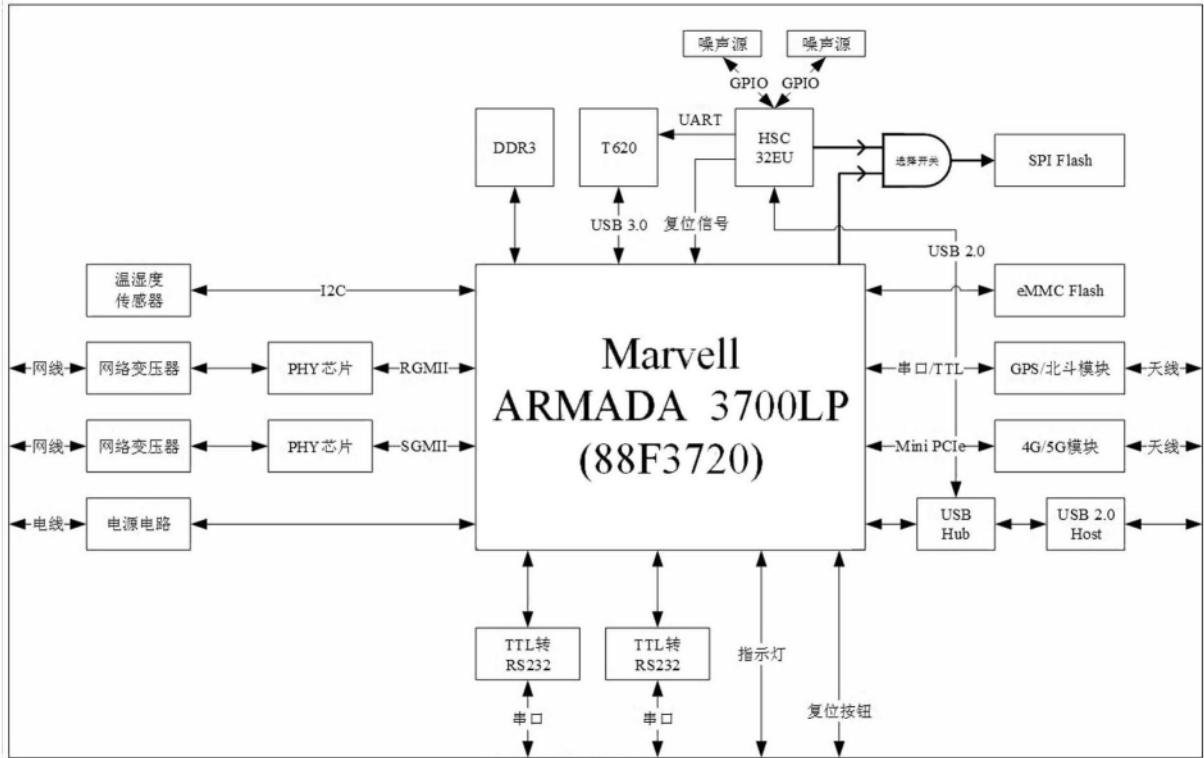 噪声源
噪声源
GPIO
GPIO
DDR3
T620
UART
HSC
32EU
选择开关
SPI Flash
USB 3.0
复位信号
USB 2.0
温湿度
传感器
I2C
eMMC Flash
Marvell
ARMADA 3700LP
(88F3720)
网线
网络变压器
PHY芯片
RGMII
串口/TTL
GPS/北斗模块
天线
网线
网络变压器
PHY芯片
SGMII
Mini PCIe
4G/5G模块
天线
电线
电源电路
USB
Hub
USB 2.0
Host
TTL转
RS232
TTL转
RS232
指示灯
串口
串口
复位按钮